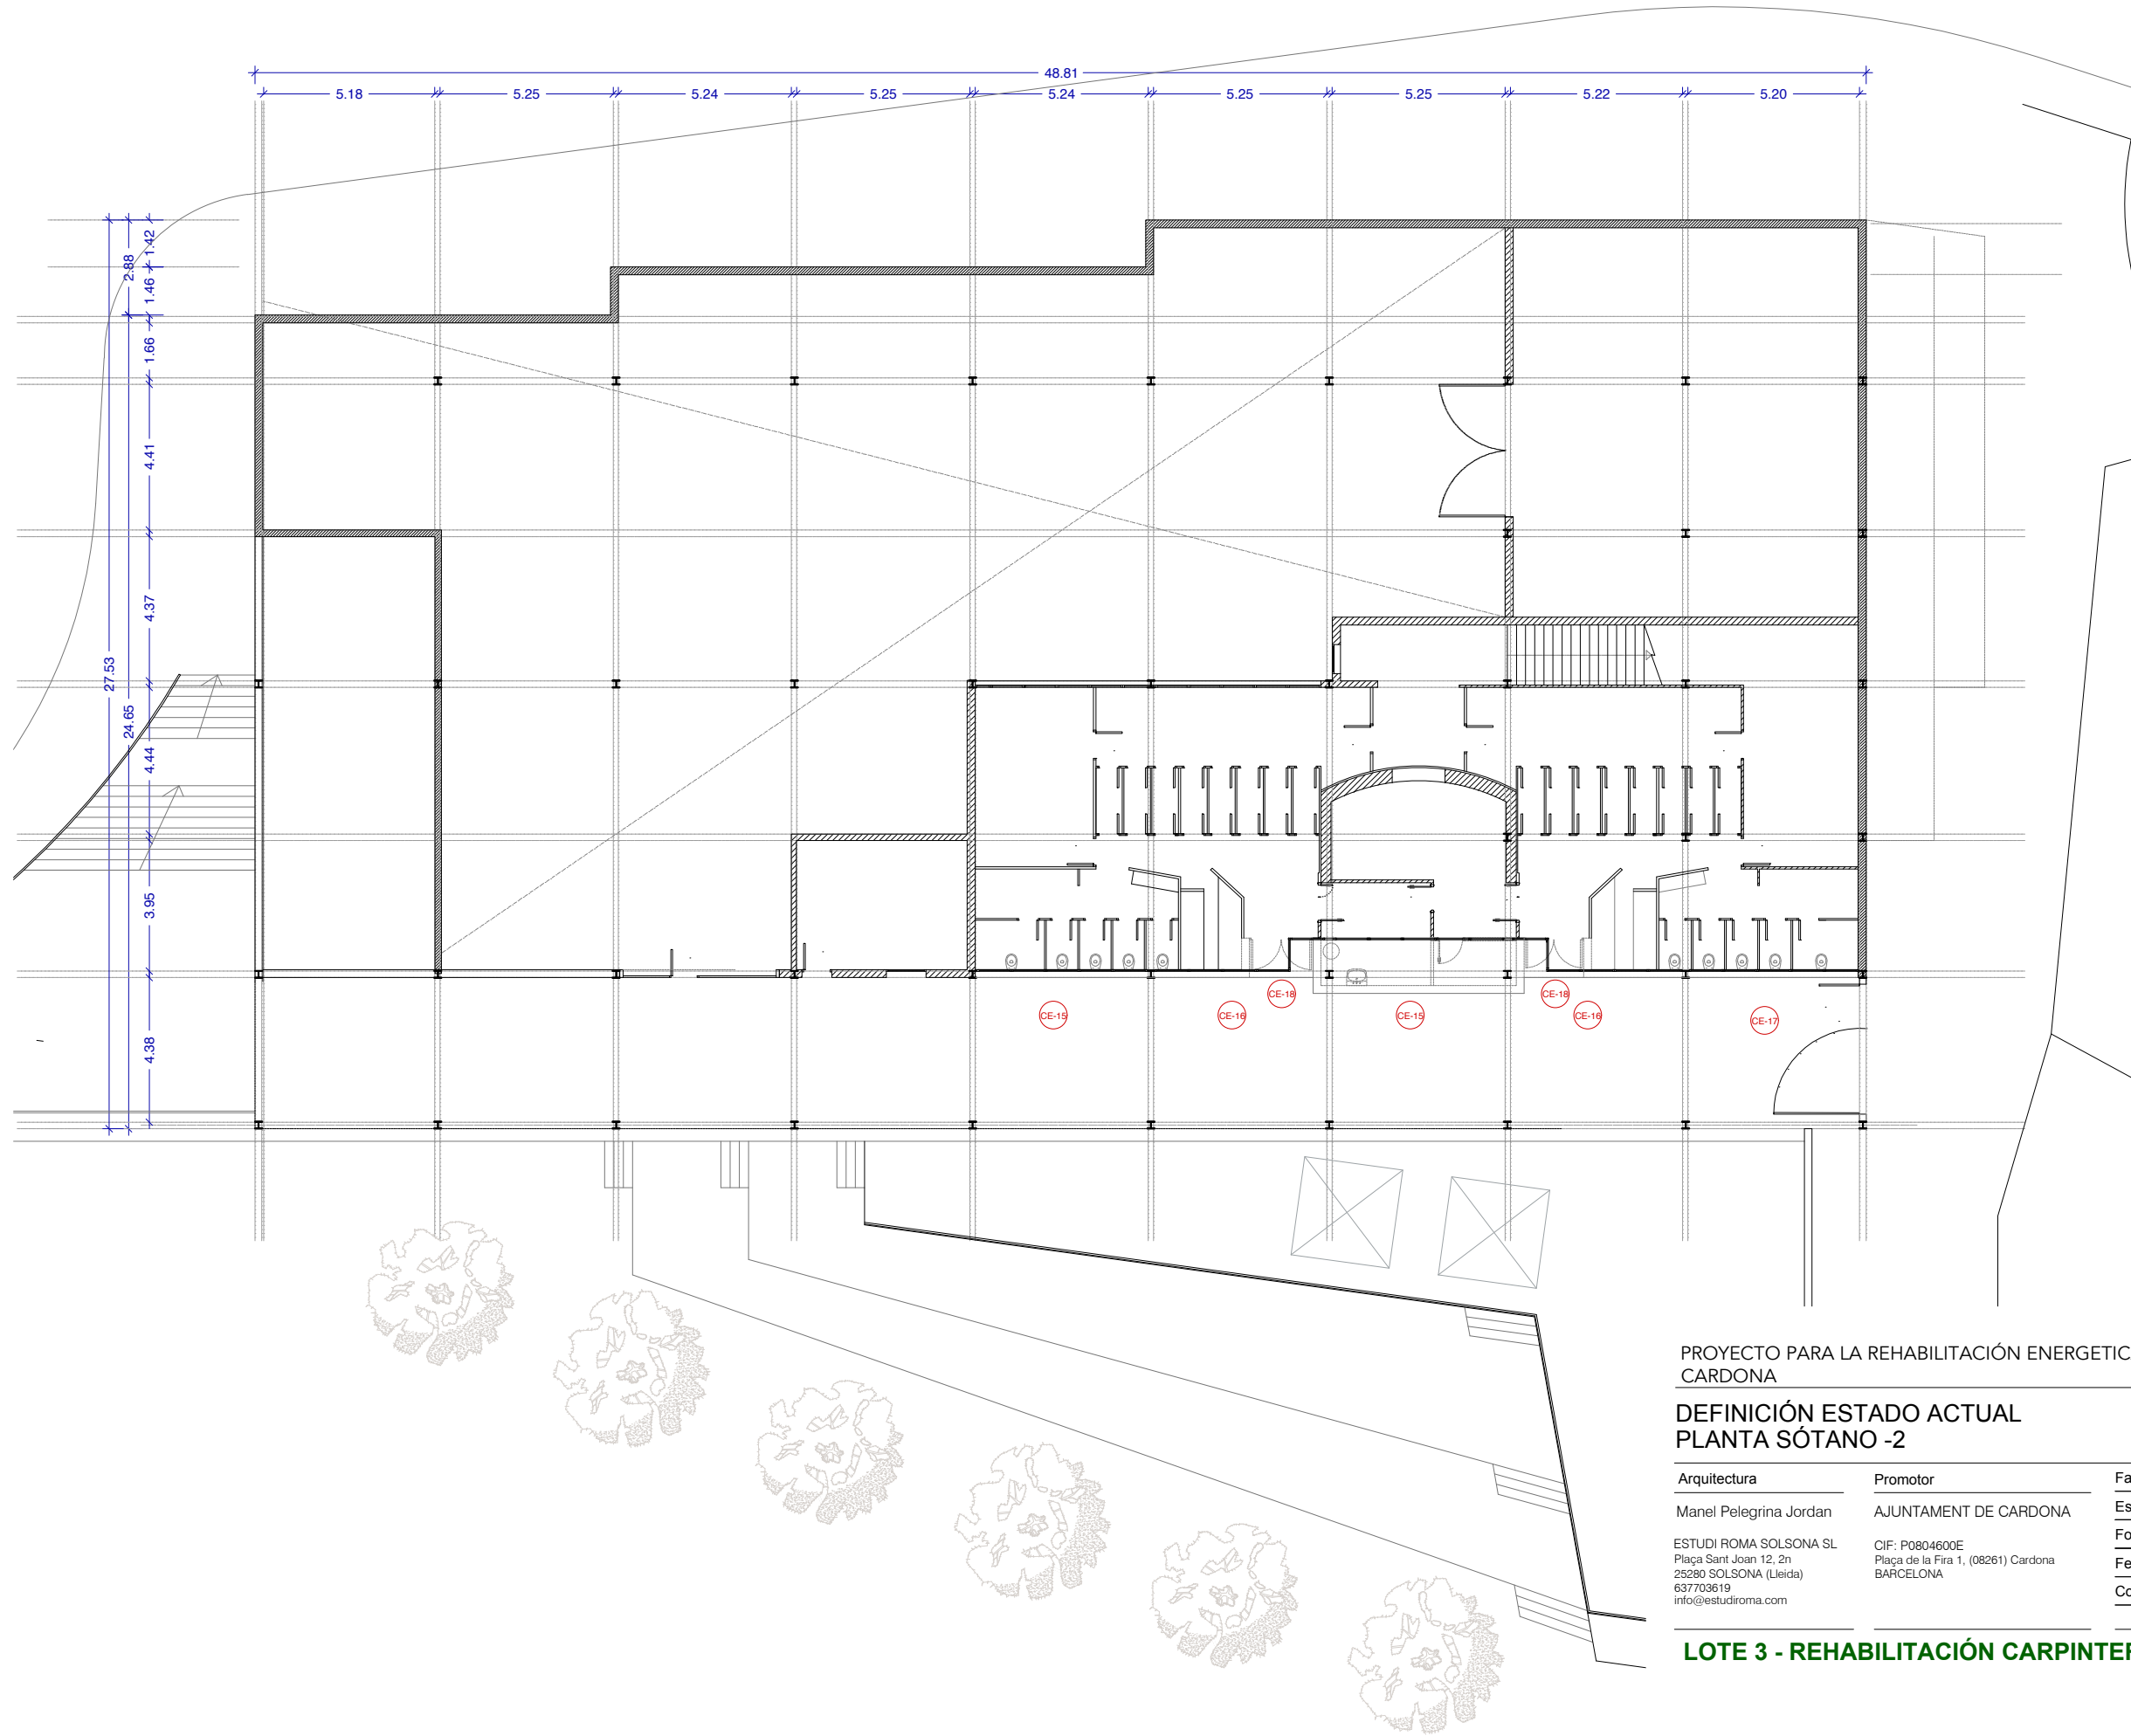 48.81
5.18 5.25 5.24 5.25 5.24 5.25 5.25 5.22 5.20
1.42
2.88
1.46
1.66
4.41
4.37
27.53
24.65
4.44
3.95
4.38
CE-18 CE-18
CE-15 CE-16 CE-15 CE-16 CE-17
PROYECTO PARA LA REHABILITACIÓN ENERGETIC
CARDONA
DEFINICIÓN ESTADO ACTUAL
PLANTA SÓTANO -2
Arquitectura
Manel Pelegrina Jordan
ESTUDI ROMA SOLSONA SL
Plaça Sant Joan 12, 2n
25280 SOLSONA (Lleida)
637703619
info@estudiroma.com
Promotor
AJUNTAMENT DE CARDONA
CIF: P0804600E
Plaça de la Fira 1, (08261) Cardona
BARCELONA
Fa
Es
Fo
Fe
Co
LOTE 3 - REHABILITACIÓN CARPINTER